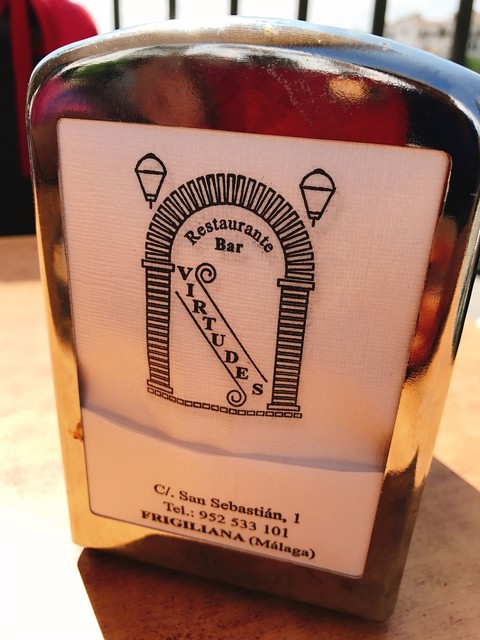 Restaurante
Bar
VIRTUDES
C/. San Sebastián, 1
Tel.: 952 533 101
FRIGILIANA (Málaga)